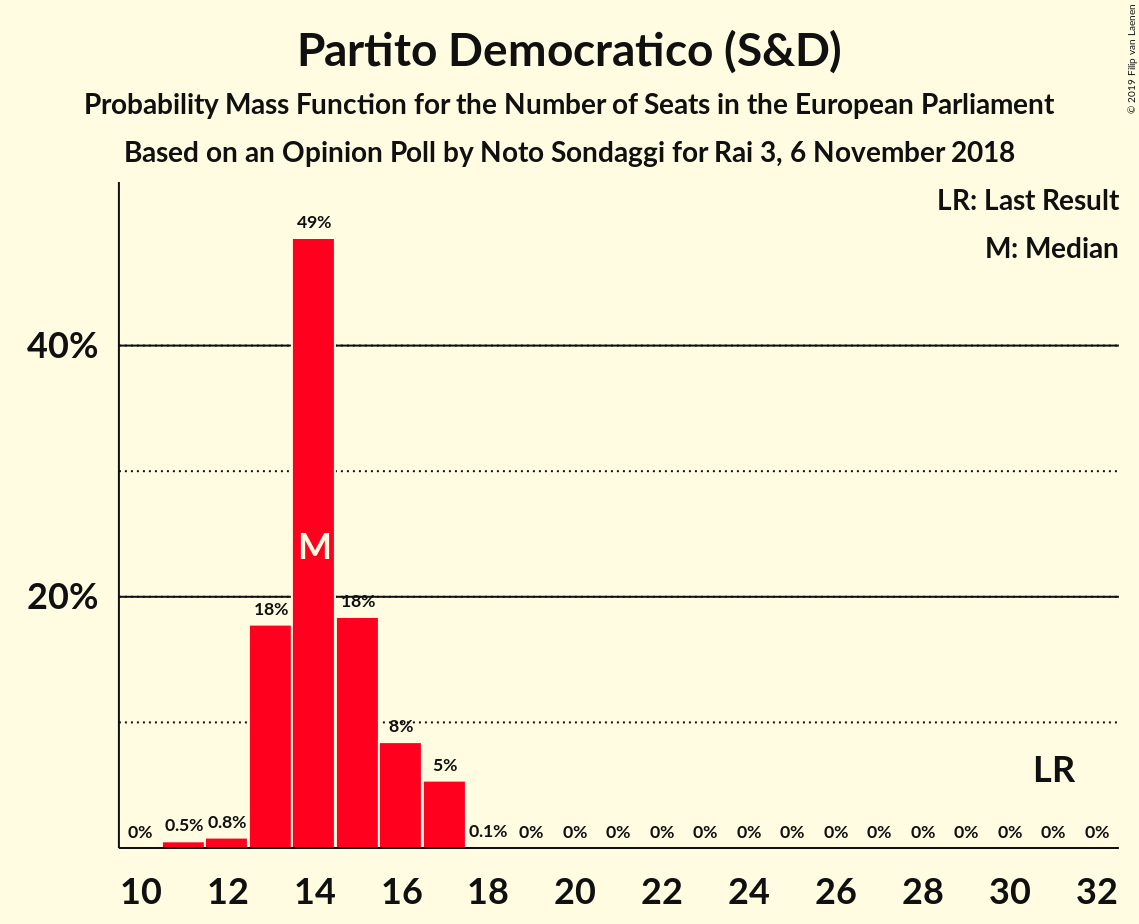 Partito Democratico (S&D)
Probability Mass Function for the Number of Seats in the European Parliament
Based on an Opinion Poll by Noto Sondaggi for Rai 3, 6 November 2018
© 2019 Filip van Laenen
LR: Last Result
M: Median
49%
40%
M
20%
18%
18%
8%
5%
LR
0%
0.5%
0.8%
0.1%
0%
0%
0%
0%
0%
0%
0%
0%
0%
0%
0%
0%
0%
0%
10 12 14 16 18 20 22 24 26 28 30 32